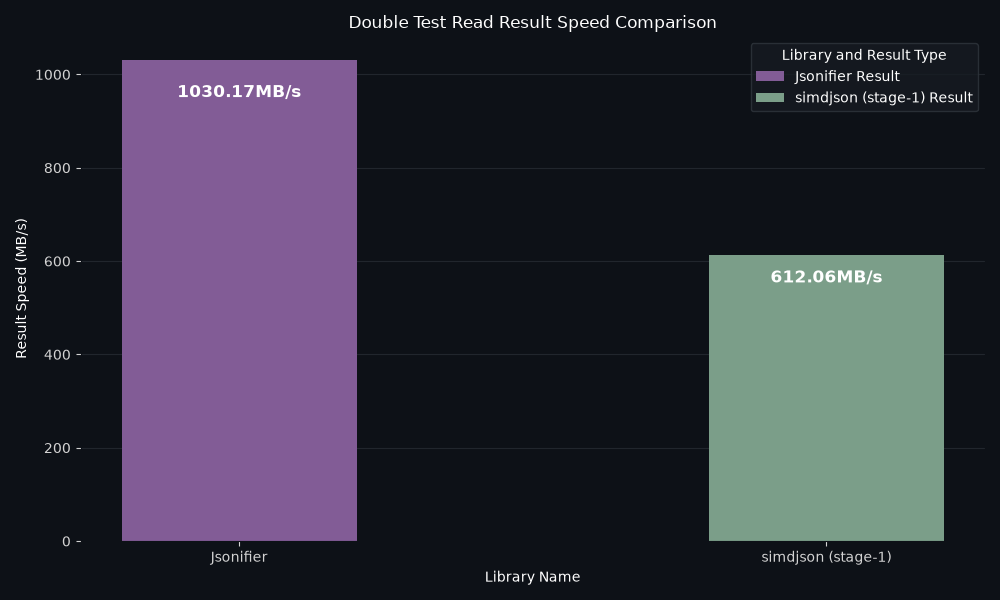 Double Test Read Result Speed Comparison
Library and Result Type
Jsonifier Result
simdjson (stage-1) Result
1030.17MB/s
612.06MB/s
Result Speed (MB/s)
1000
800
600
400
200
0
Jsonifier
simdjson (stage-1)
Library Name